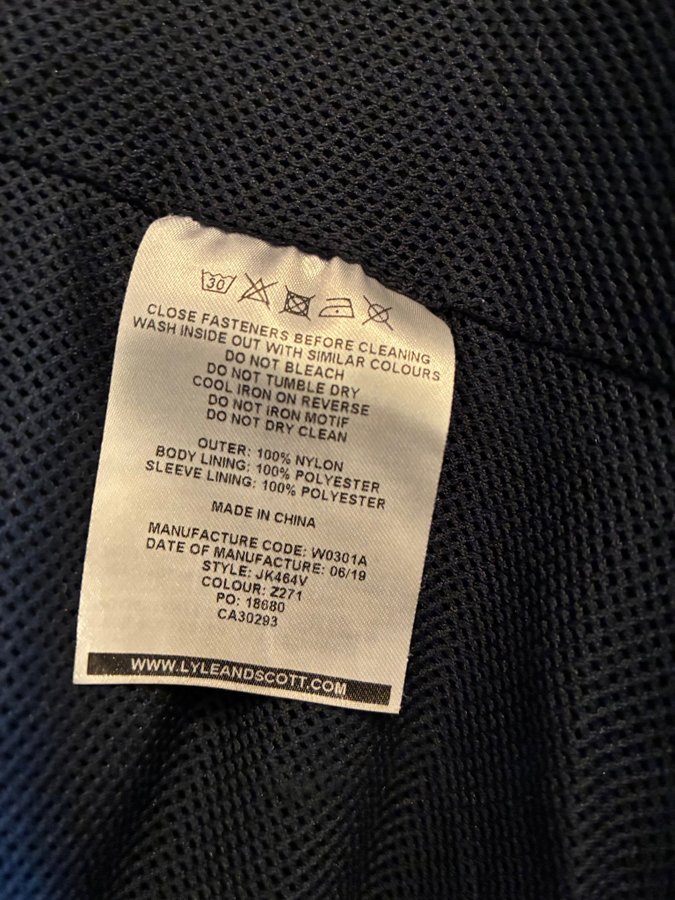 30
CLOSE FASTENERS BEFORE CLEANING
WASH INSIDE OUT WITH SIMILAR COLOURS
DO NOT BLEACH
DO NOT TUMBLE DRY
COOL IRON ON REVERSE
DO NOT IRON MOTIF
DO NOT DRY CLEAN
OUTER: 100% NYLON
BODY LINING: 100% POLYESTER
SLEEVE LINING: 100% POLYESTER
MADE IN CHINA
MANUFACTURE CODE: W0301A
DATE OF MANUFACTURE: 06/19
STYLE: JK464V
COLOUR: Z271
PO: 18680
CA30293
WWW.LYLEANDSCOTT.COM